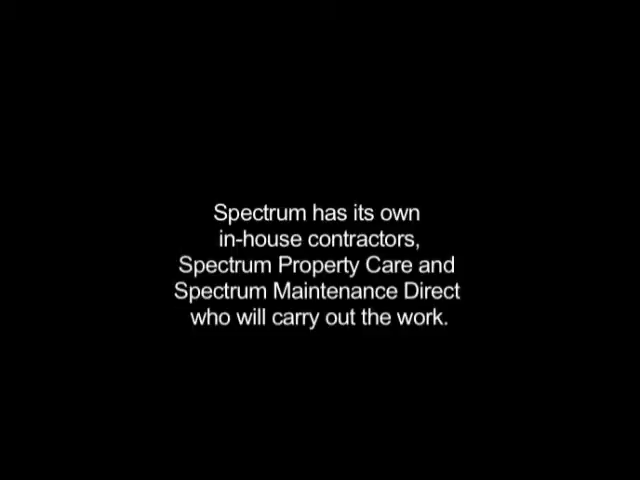 Spectrum has its own
in-house contractors,
Spectrum Property Care and
Spectrum Maintenance Direct
who will carry out the work.